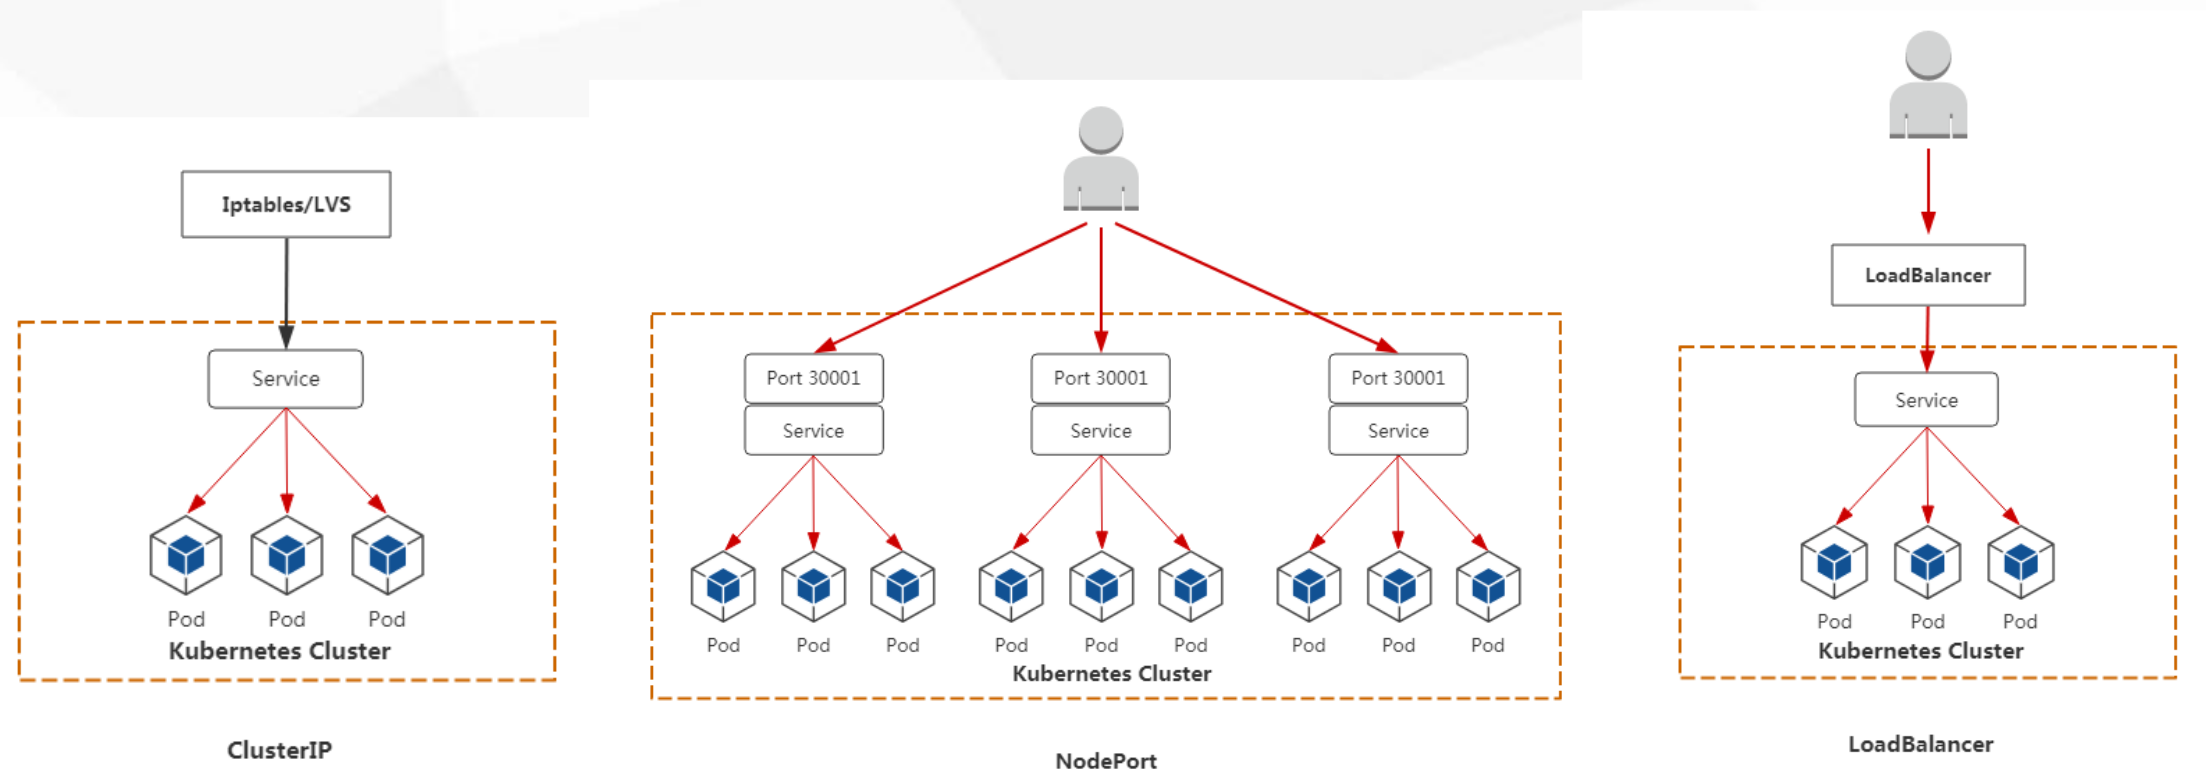 Iptables/LVS
Service
Pod Pod Pod
Kubernetes Cluster
ClusterIP
Port 30001 Port 30001 Port 30001
Service Service Service
Pod Pod Pod Pod Pod Pod Pod Pod Pod
Kubernetes Cluster
NodePort
LoadBalancer
Service
Pod Pod Pod
Kubernetes Cluster
LoadBalancer